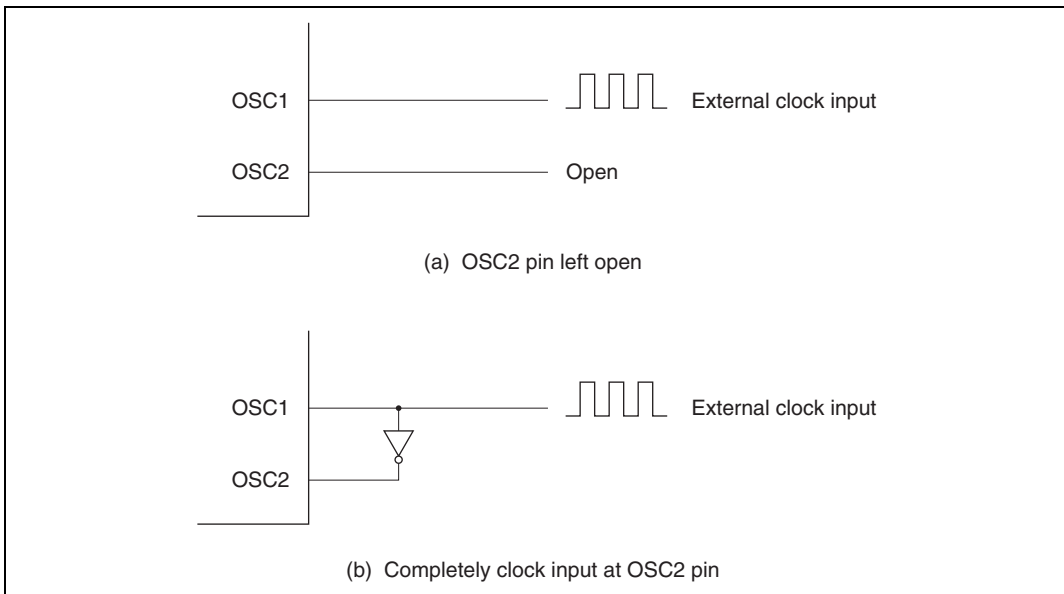 OSC1
External clock input
OSC2
Open
(a) OSC2 pin left open
OSC1
External clock input
OSC2
(b) Completely clock input at OSC2 pin